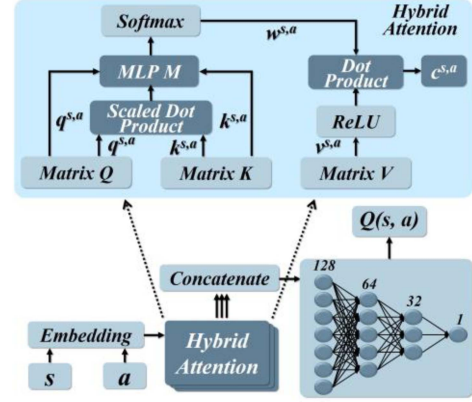 Softmax
w^{s,a}
Hybrid
Attention
MLP M
Dot
Product
c^{s,a}
q^{s,a}
Scaled Dot
Product
k^{s,a}
ReLU
q^{s,a}
k^{s,a}
v^{s,a}
Matrix Q
Matrix K
Matrix V
Q(s, a)
Concatenate
128
64
32
1
Embedding
Hybrid
Attention
s
a